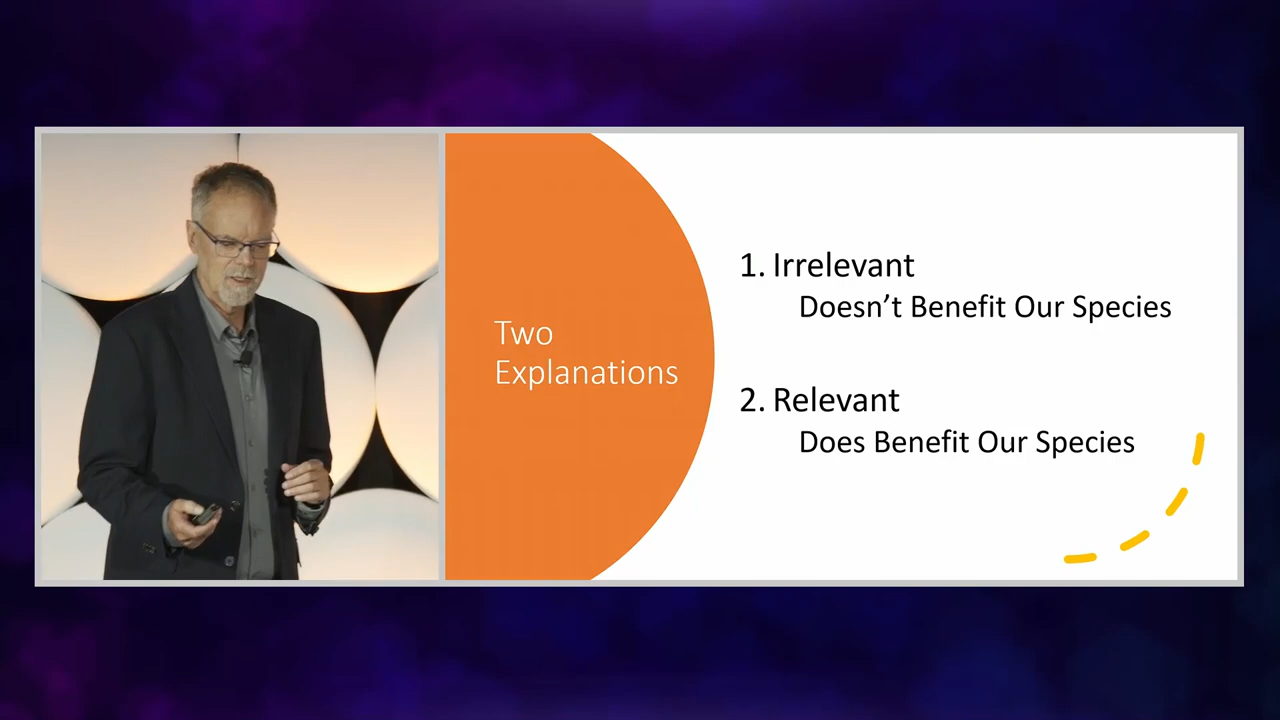 Two
Explanations
1. Irrelevant
Doesn’t Benefit Our Species
2. Relevant
Does Benefit Our Species